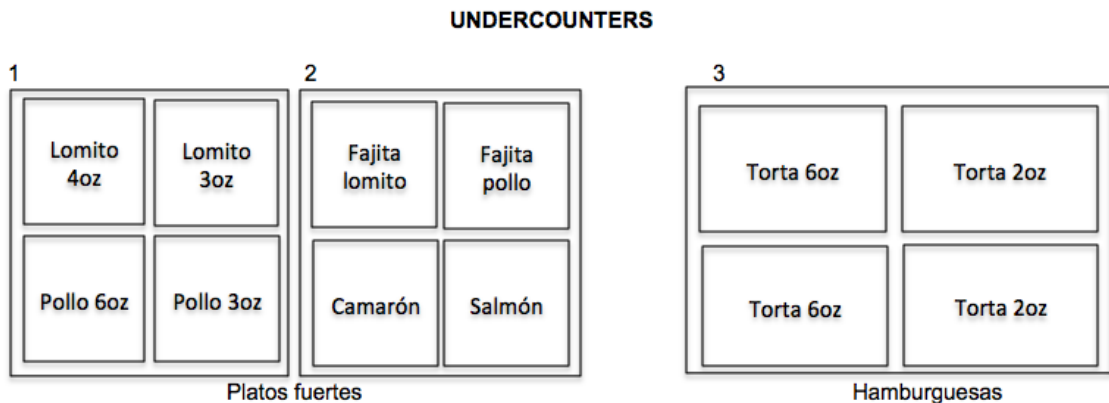 UNDERCOUNTERS
1
2
3
Lomito
4oz
Lomito
3oz
Pollo 6oz
Pollo 3oz
Fajita
lomito
Fajita
pollo
Camarón
Salmón
Torta 6oz
Torta 2oz
Torta 6oz
Torta 2oz
Platos fuertes
Hamburguesas